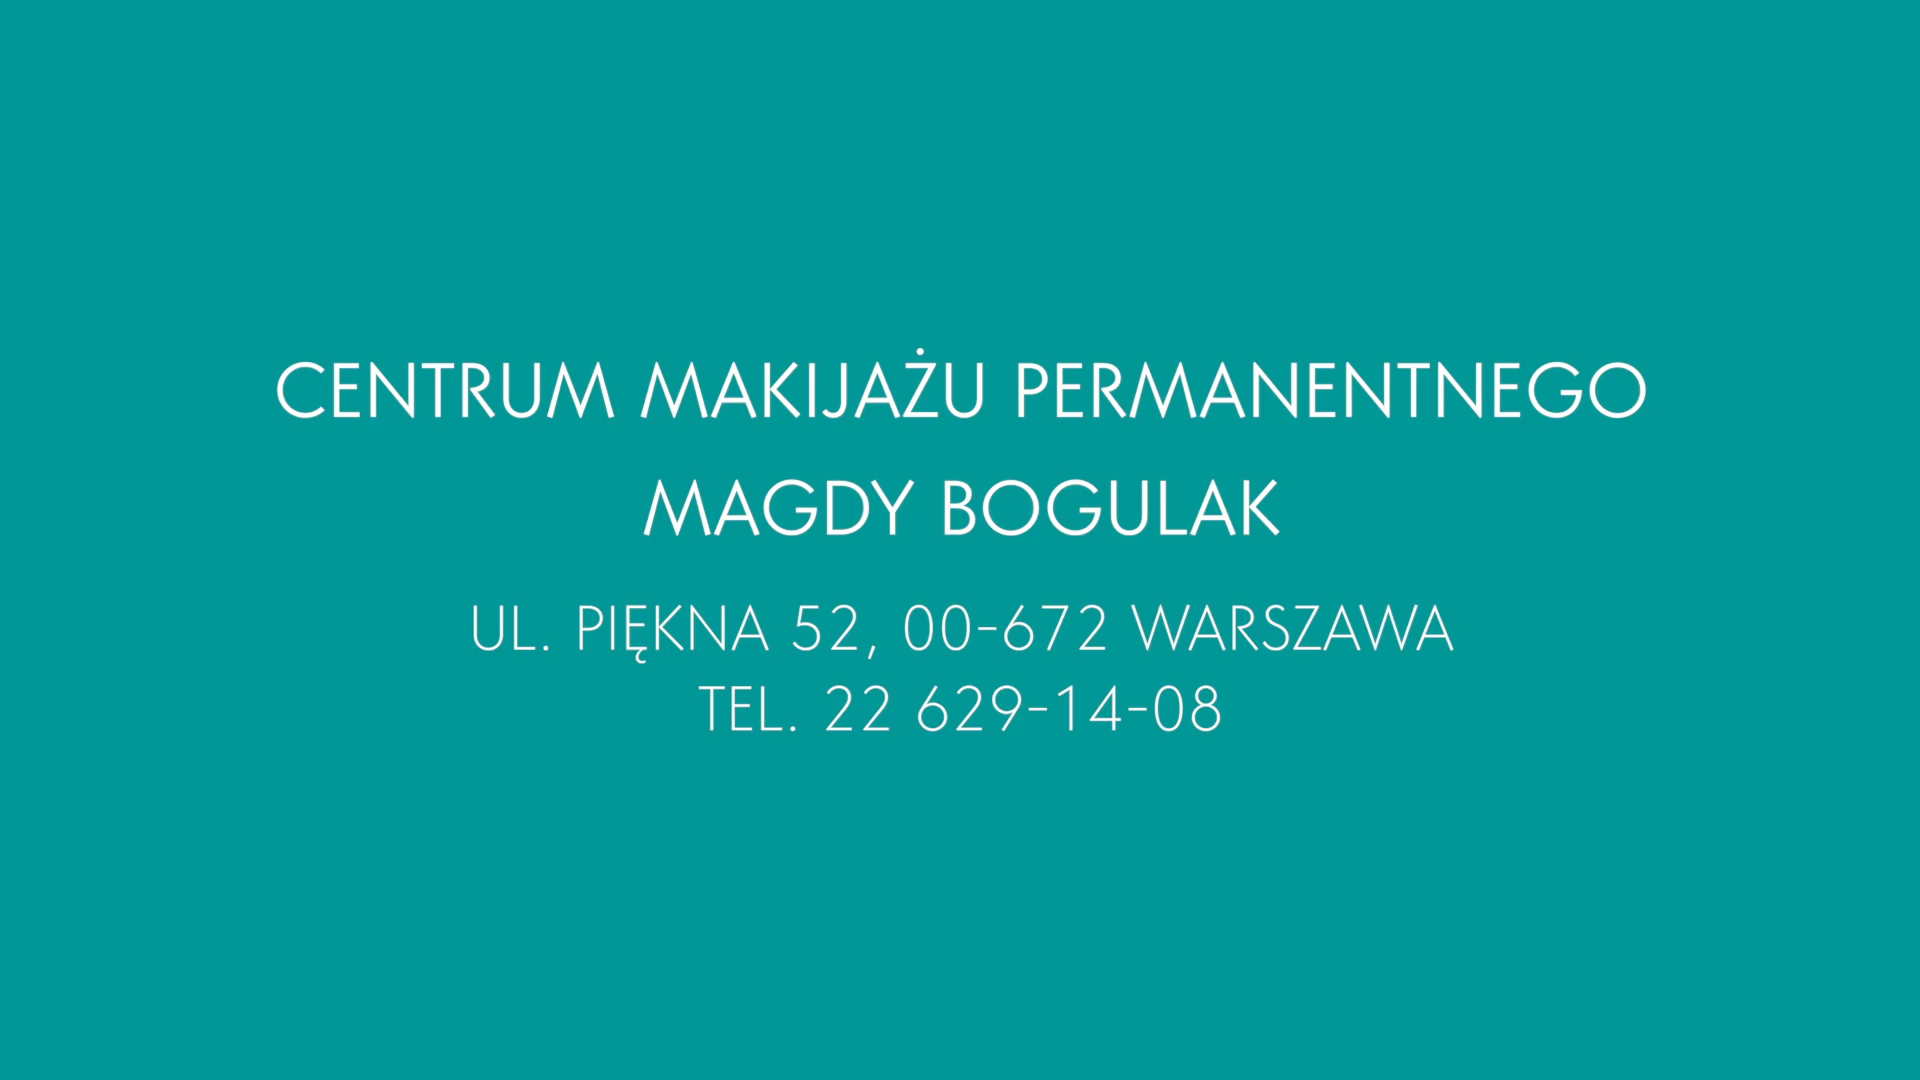 CENTRUM MAKIJAŻU PERMANENTNEGO
MAGDY BOGULAK
UL. PIĘKNA 52, 00-672 WARSZAWA
TEL. 22 629-14-08